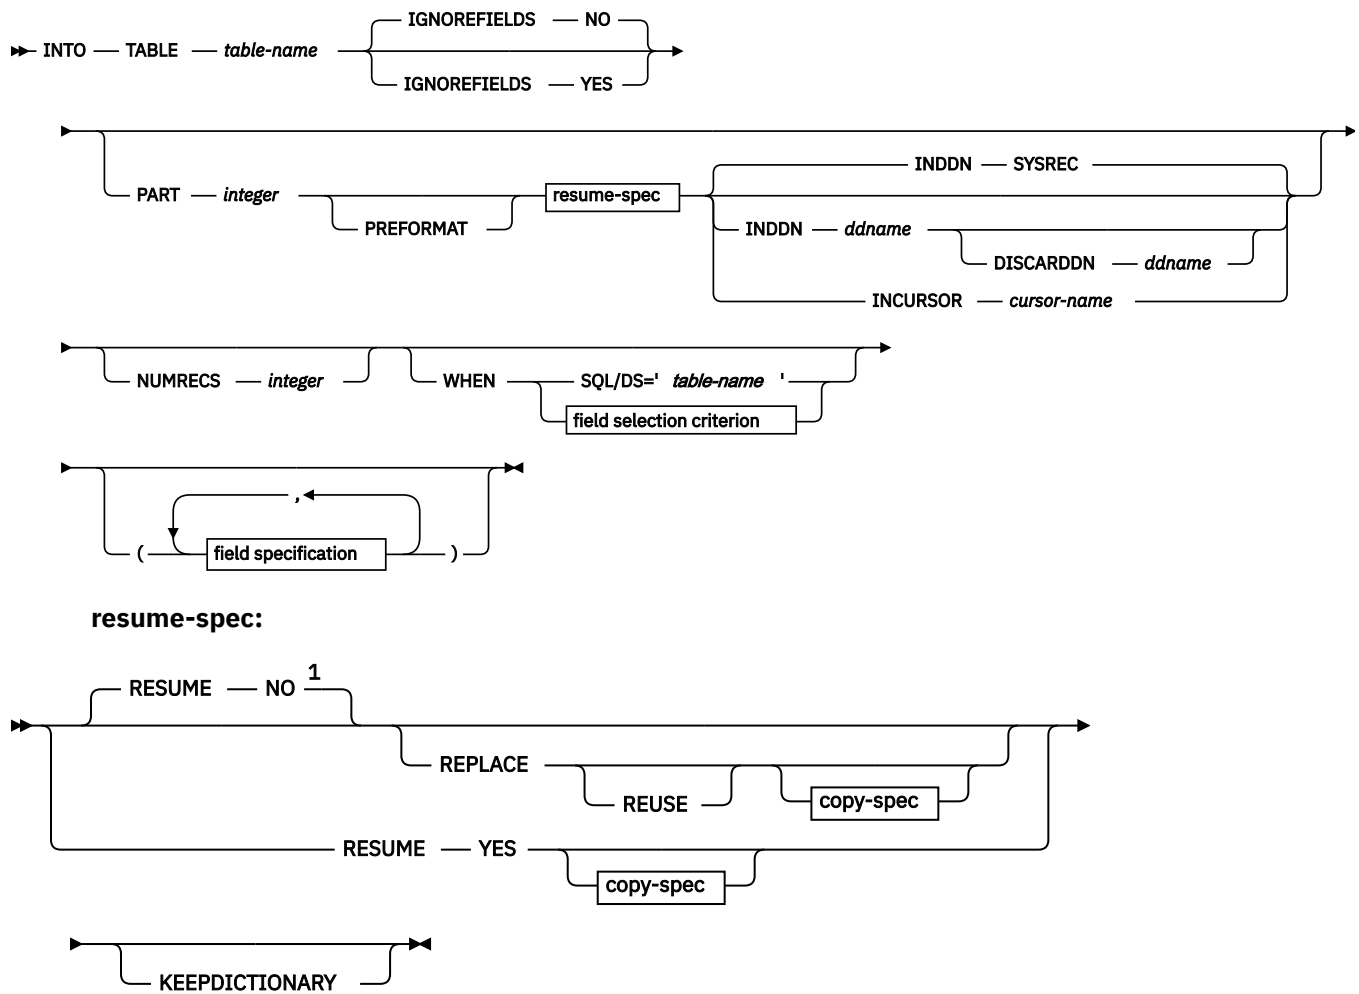 IGNOREFIELDS NO
INTO TABLE table-name
IGNOREFIELDS YES
INDDN SYSREC
PART integer resume-spec
PREFORMAT INDDN ddname
DISCARDDN ddname
INCURSOR cursor-name
NUMRECS integer WHEN SQL/DS=' table-name '
field selection criterion
,
( field specification )
resume-spec:
RESUME NO 1
REPLACE
REUSE copy-spec
RESUME YES
copy-spec
KEEPDICTIONARY